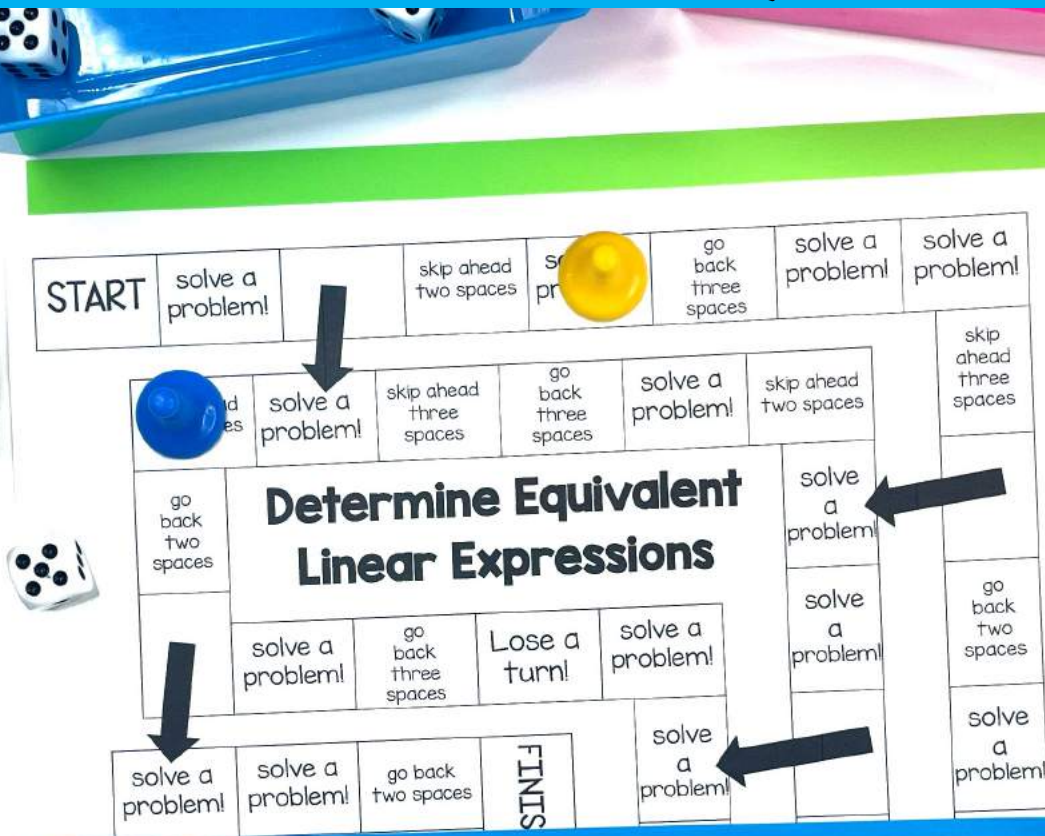 START
solve a
problem!
skip ahead
two spaces
go
back
three
spaces
solve a
problem!
solve a
problem!
skip
ahead
three
spaces
solve a
problem!
skip ahead
three
spaces
go
back
three
spaces
solve a
problem!
skip ahead
two spaces
go
back
two
spaces
Determine Equivalent
Linear Expressions
solve
a
problem!
solve
a
problem!
go
back
two
spaces
solve a
problem!
go
back
three
spaces
Lose a
turn!
solve a
problem!
solve
a
problem!
solve
a
problem!
solve a
problem!
solve a
problem!
go back
two spaces
FINIS